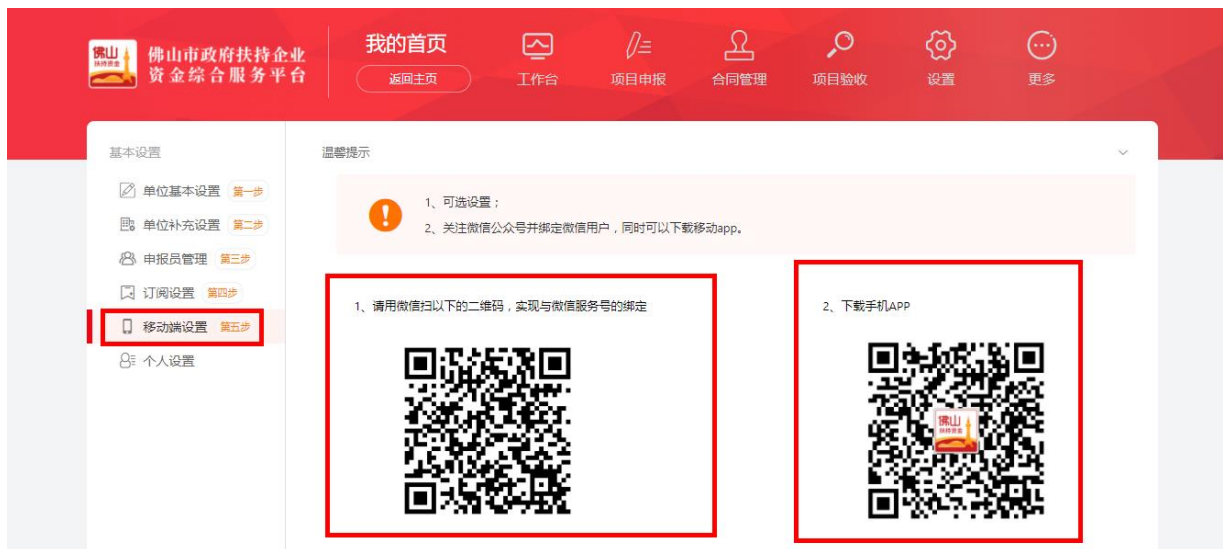 佛山
扶持资金
佛山市政府扶持企业
资金综合服务平台
我的首页
返回主页
工作台
项目申报
合同管理
项目验收
设置
更多
基本设置
单位基本设置 第一步
单位补充设置 第二步
申报员管理 第三步
订阅设置 第四步
移动端设置 第五步
个人设置
温馨提示
1、可选设置；
2、关注微信公众号并绑定微信用户，同时可以下载移动app。
1、请用微信扫以下的二维码，实现与微信服务号的绑定
2、下载手机APP
佛山
扶持资金